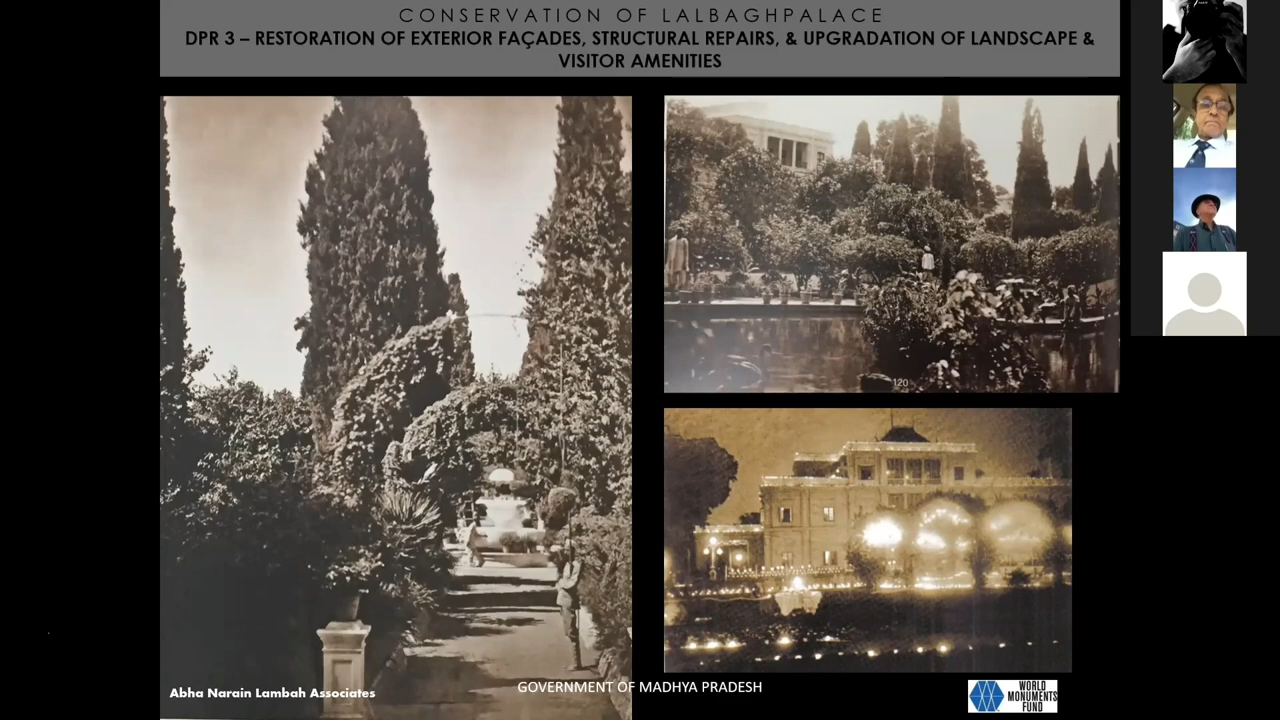 CONSERVATION OF LALBAGHPALACE
DPR 3 – RESTORATION OF EXTERIOR FAÇADES, STRUCTURAL REPAIRS, & UPGRADATION OF LANDSCAPE &
VISITOR AMENITIES
120
Abha Narain Lambah Associates
GOVERNMENT OF MADHYA PRADESH
WORLD
MONUMENTS
FUND